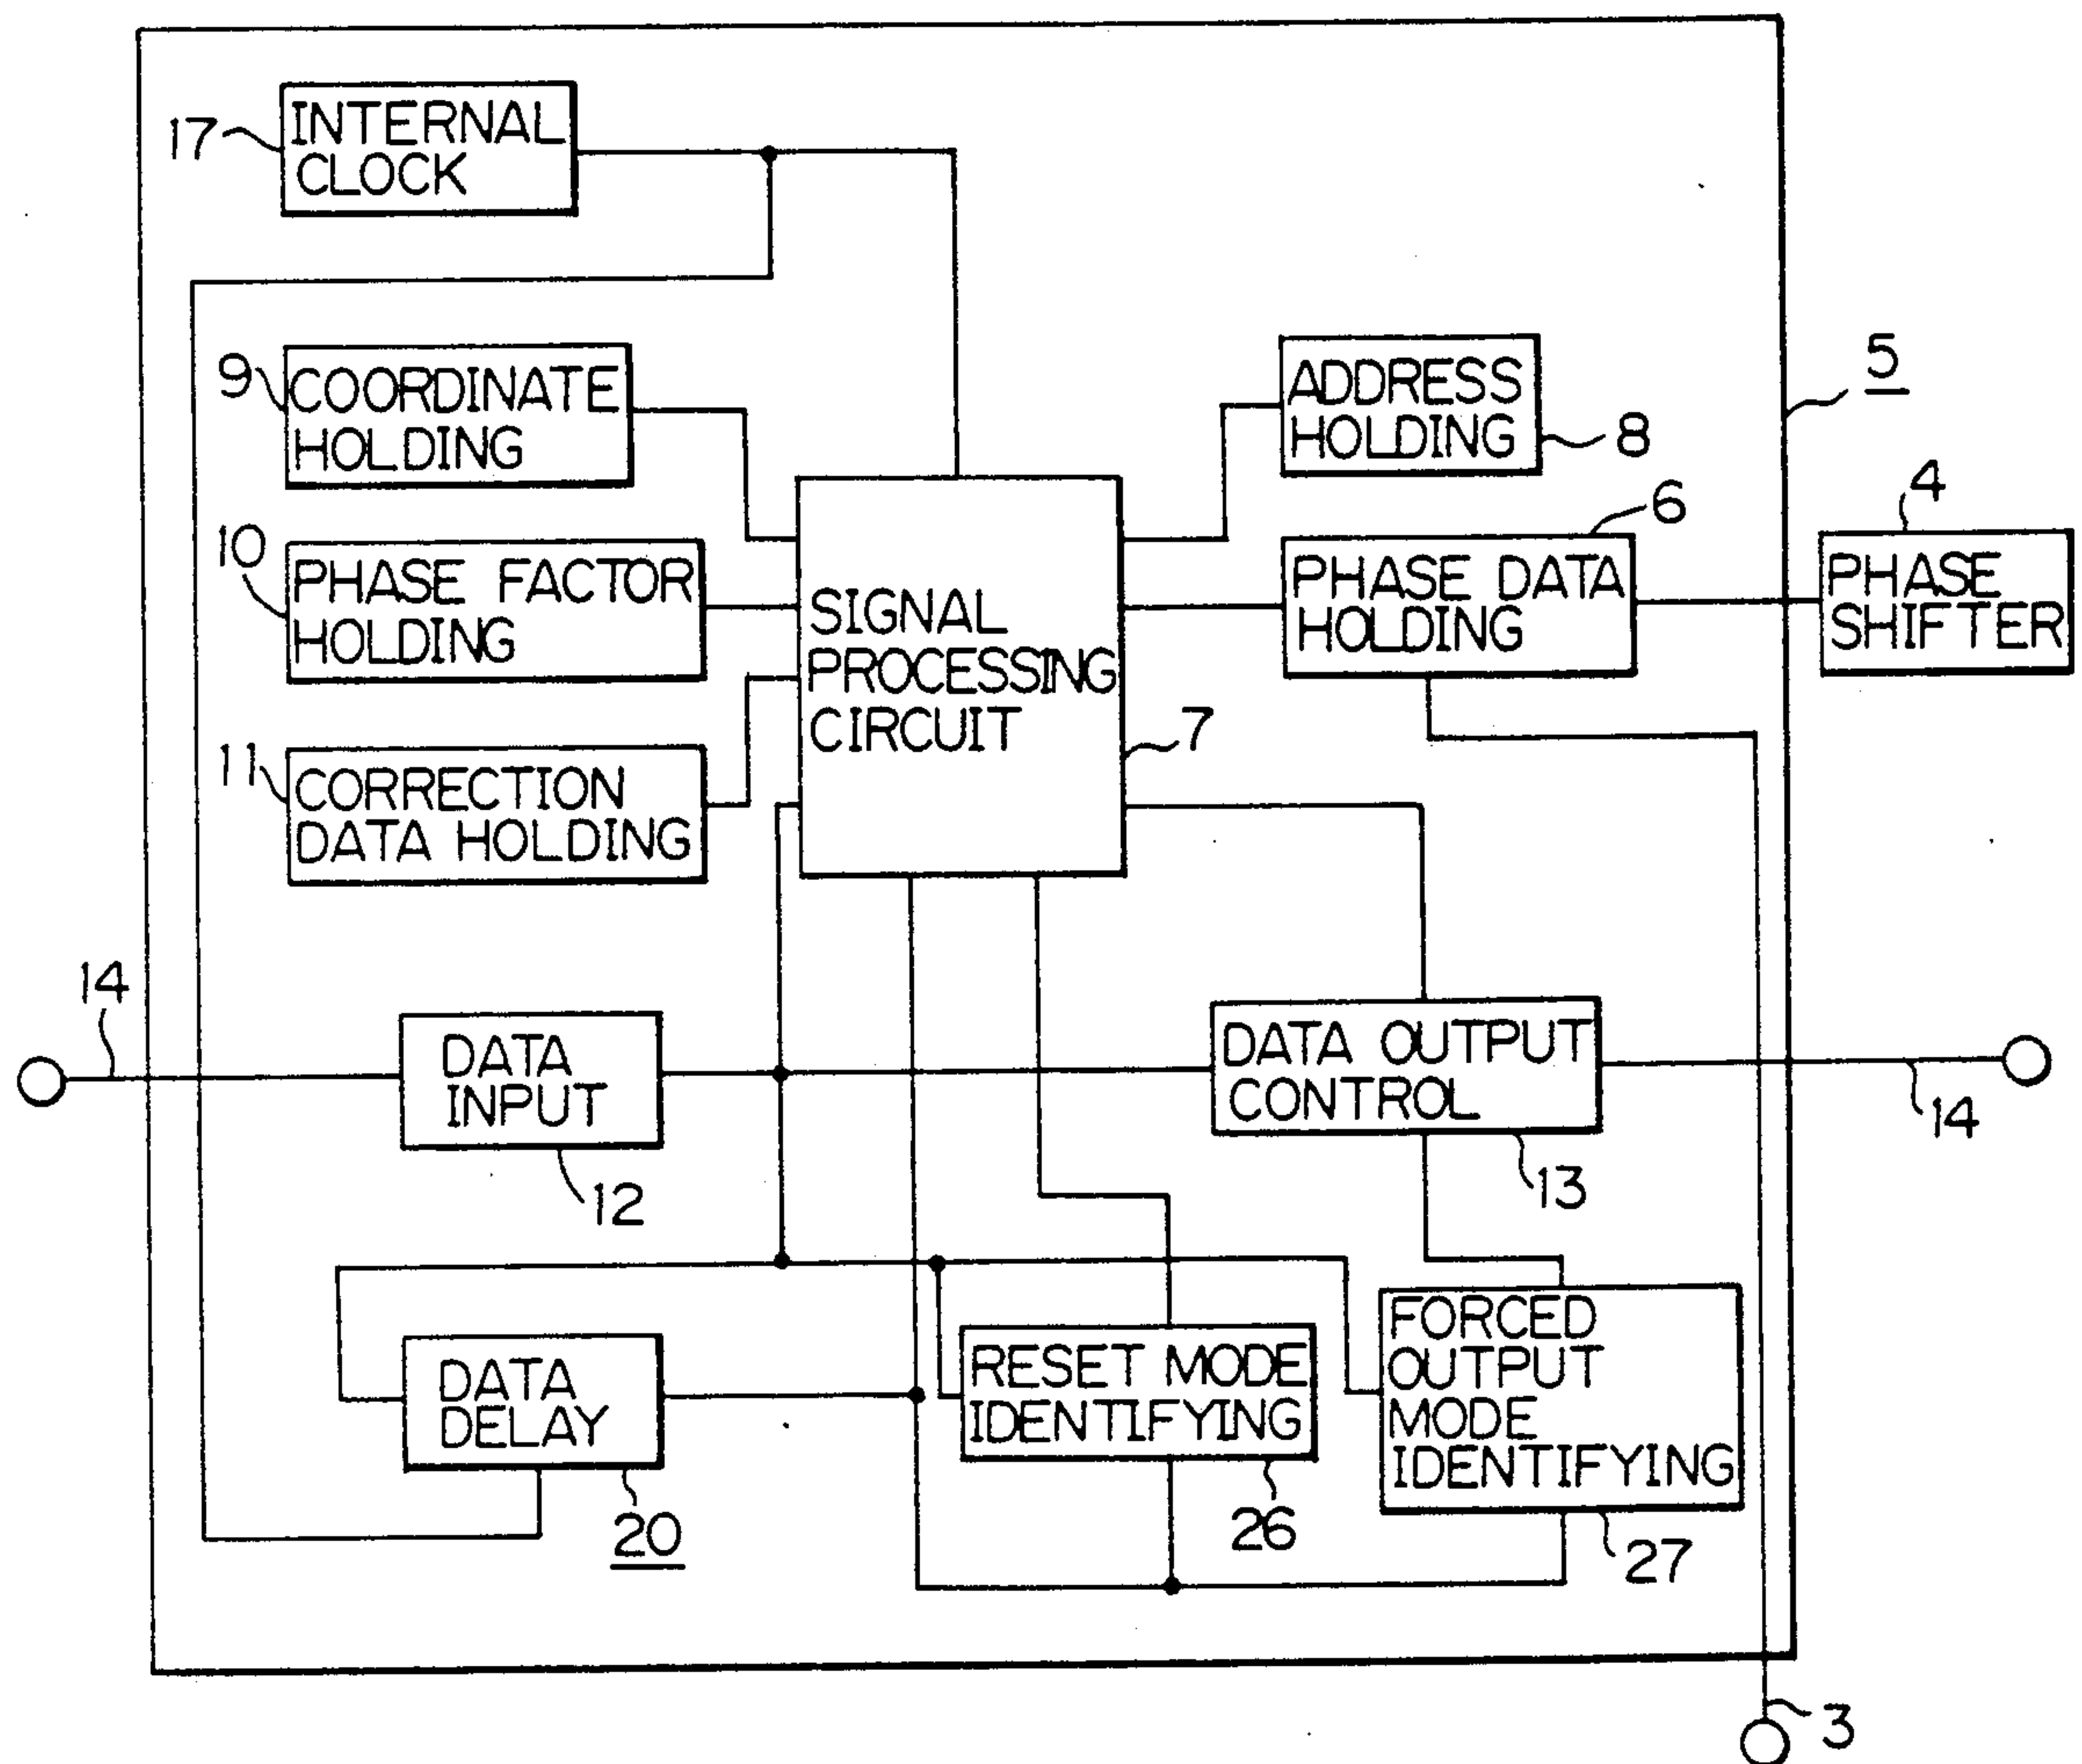 INTERNAL
CLOCK
17
COORDINATE
HOLDING
9
ADDRESS
HOLDING
8
5
PHASE FACTOR
HOLDING
10
SIGNAL
PROCESSING
CIRCUIT
7
PHASE DATA
HOLDING
6
PHASE
SHIFTER
4
CORRECTION
DATA HOLDING
11
14
DATA
INPUT
12
DATA OUTPUT
CONTROL
13
14
DATA
DELAY
20
RESET MODE
IDENTIFYING
26
FORCED
OUTPUT
MODE
IDENTIFYING
27
3